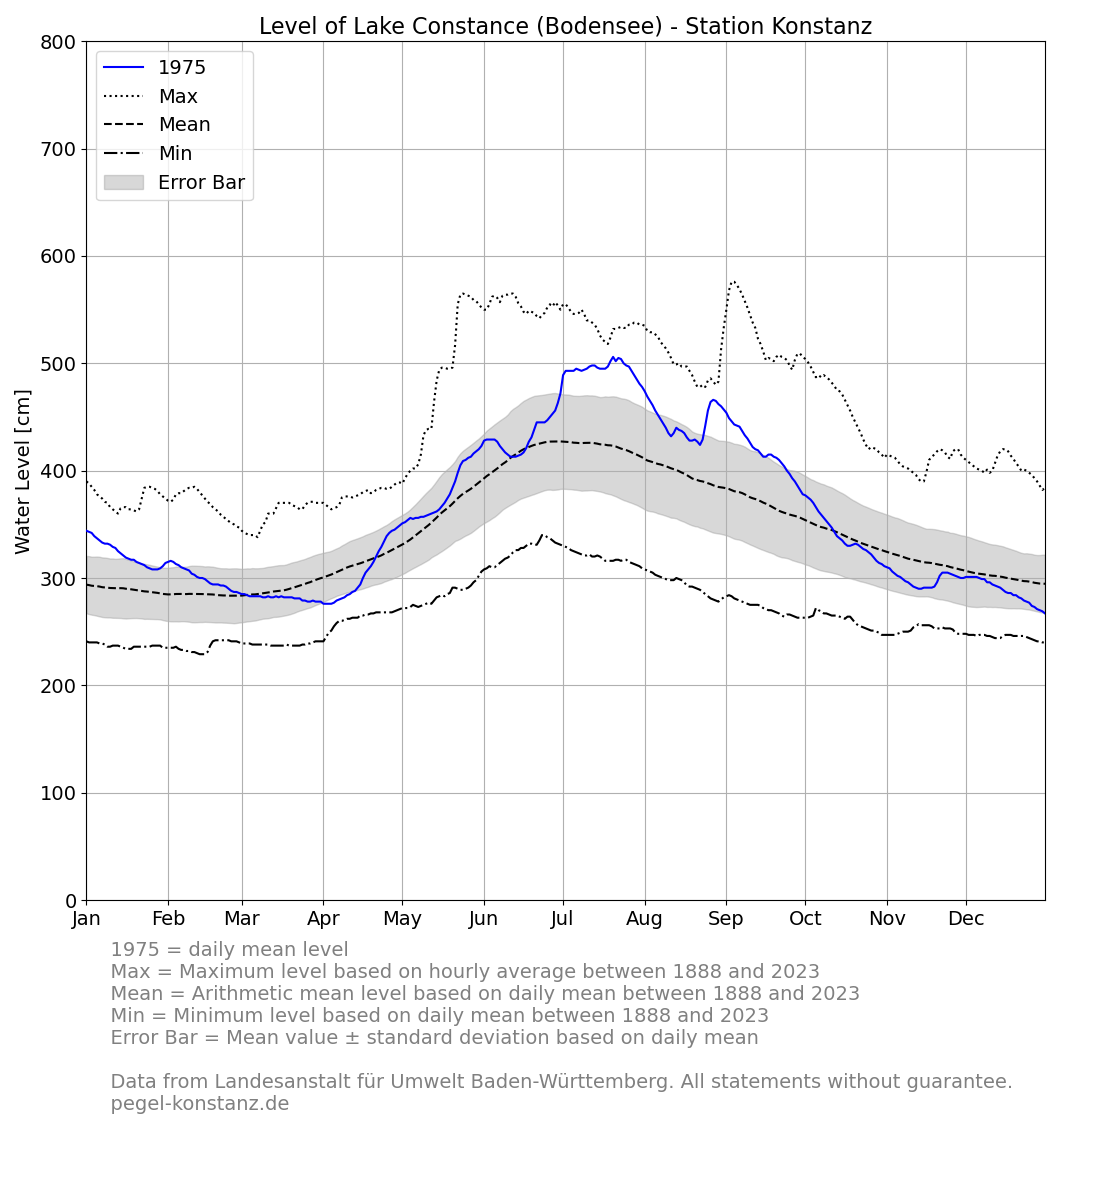 Level of Lake Constance (Bodensee) - Station Konstanz
800
700
600
500
400
300
200
100
0
Water Level [cm]
1975
Max
Mean
Min
Error Bar
Jan Feb Mar Apr May Jun Jul Aug Sep Oct Nov Dec
1975 = daily mean level
Max = Maximum level based on hourly average between 1888 and 2023
Mean = Arithmetic mean level based on daily mean between 1888 and 2023
Min = Minimum level based on daily mean between 1888 and 2023
Error Bar = Mean value ± standard deviation based on daily mean
Data from Landesanstalt für Umwelt Baden-Württemberg. All statements without guarantee.
pegel-konstanz.de